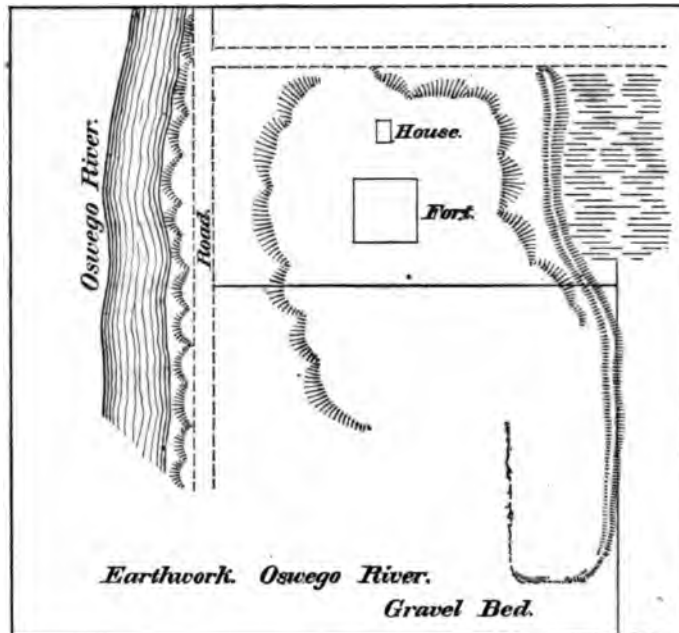 Oswego River.
Road.
House.
Fort.
Earthwork. Oswego River.
Gravel Bed.